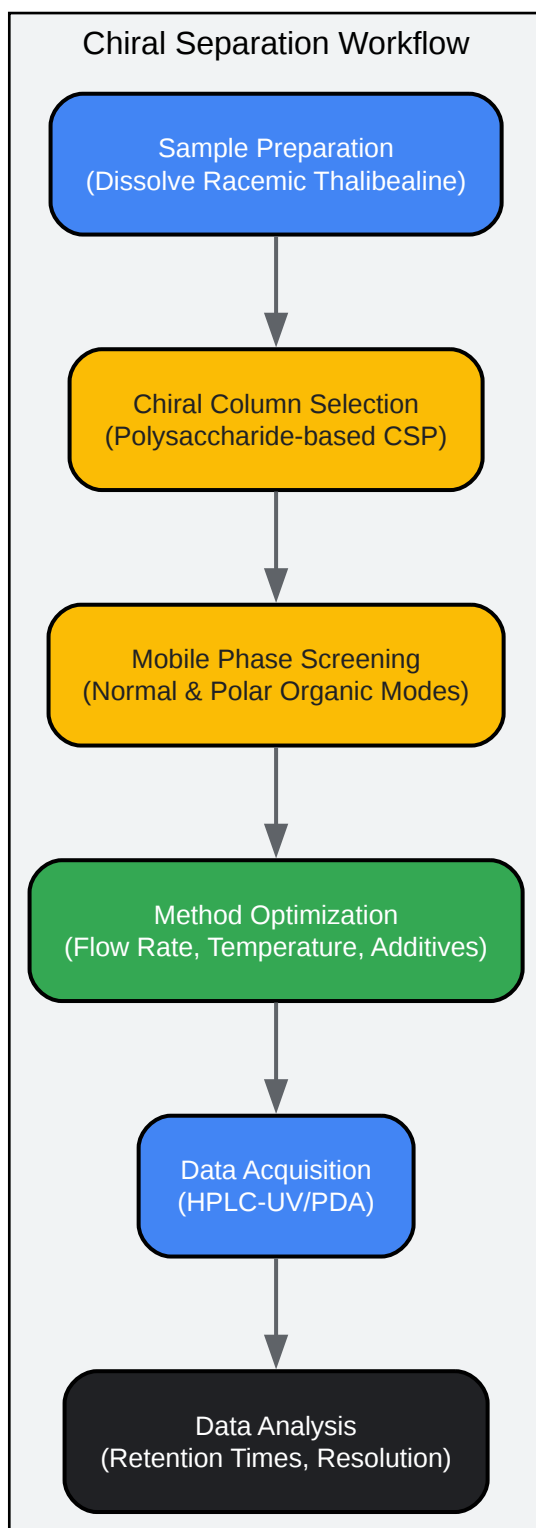 Chiral Separation Workflow
Sample Preparation
(Dissolve Racemic Thalibealine)
Chiral Column Selection
(Polysaccharide-based CSP)
Mobile Phase Screening
(Normal & Polar Organic Modes)
Method Optimization
(Flow Rate, Temperature, Additives)
Data Acquisition
(HPLC-UV/PDA)
Data Analysis
(Retention Times, Resolution)